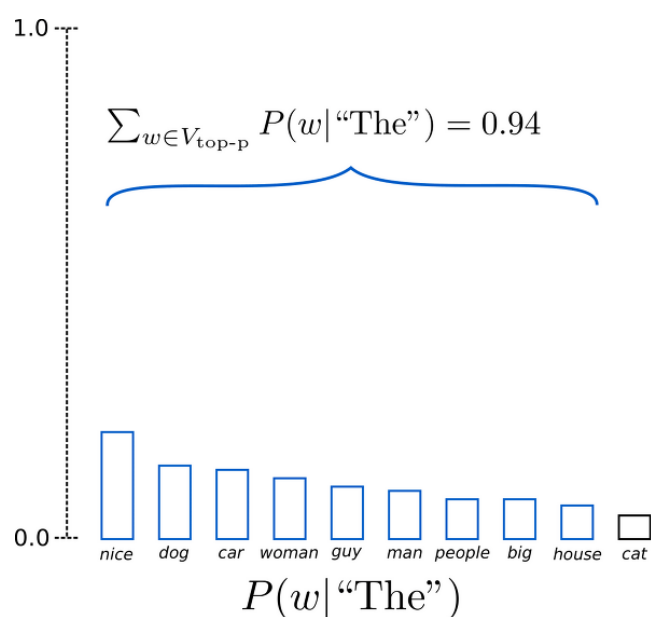 1.0
∑w∈Vtop-p P(w|“The”) = 0.94
0.0
nice dog car woman guy man people big house cat
P(w|“The”)